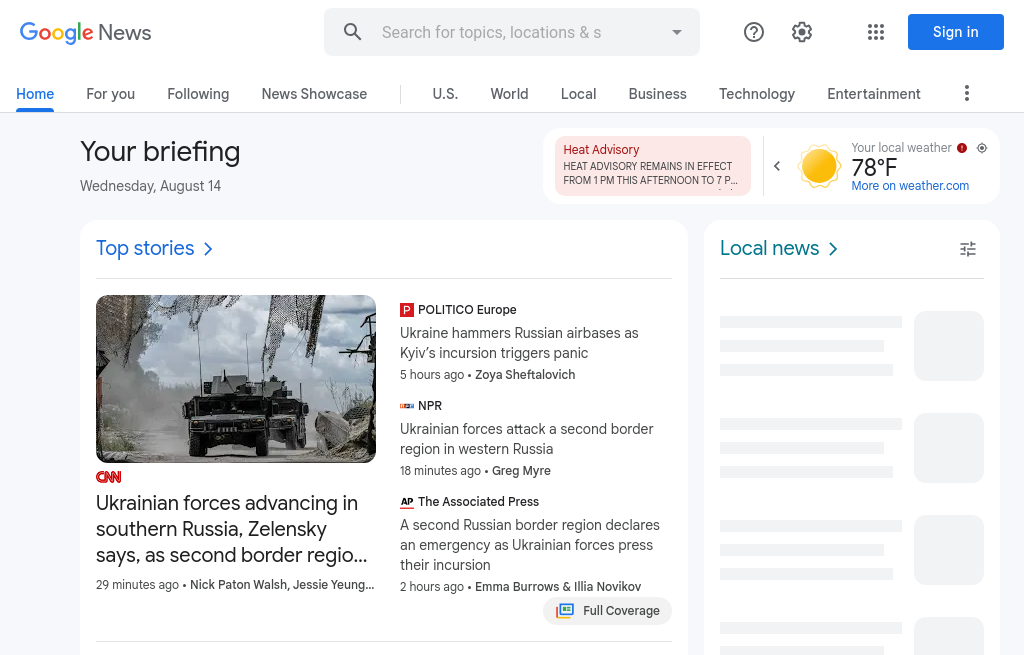 Google News
Search for topics, locations & s
Sign in
Home
For you
Following
News Showcase
U.S.
World
Local
Business
Technology
Entertainment
Your briefing
Wednesday, August 14
Heat Advisory
HEAT ADVISORY REMAINS IN EFFECT
FROM 1 PM THIS AFTERNOON TO 7 P...
Your local weather
78°F
More on weather.com
Top stories
CNN
Ukrainian forces advancing in
southern Russia, Zelensky
says, as second border regio...
29 minutes ago • Nick Paton Walsh, Jessie Yeung...
P POLITICO Europe
Ukraine hammers Russian airbases as
Kyiv’s incursion triggers panic
5 hours ago • Zoya Sheftalovich
NPR
Ukrainian forces attack a second border
region in western Russia
18 minutes ago • Greg Myre
AP The Associated Press
A second Russian border region declares
an emergency as Ukrainian forces press
their incursion
2 hours ago • Emma Burrows & Illia Novikov
Full Coverage
Local news